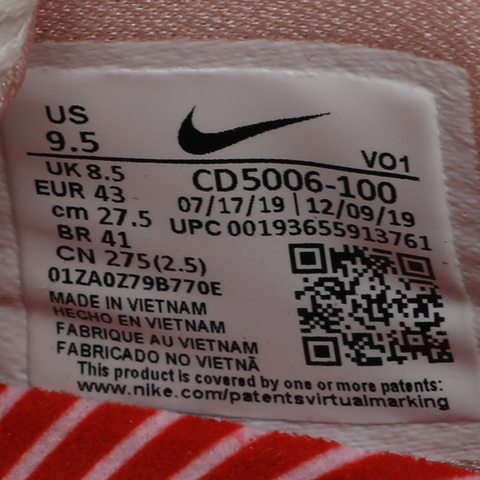 US
9.5
VO1
UK 8.5
CD5006-100
EUR 43
07/17/19 | 12/09/19
cm 27.5
UPC 00193655913761
BR 41
CN 275(2.5)
01ZA0Z79B770E
MADE IN VIETNAM
HECHO EN VIETNAM
FABRIQUE AU VIETNAM
FABRICADO NO VIETNÃ
This product is covered by one or more patents:
www.nike.com/patentsvirtualmarking